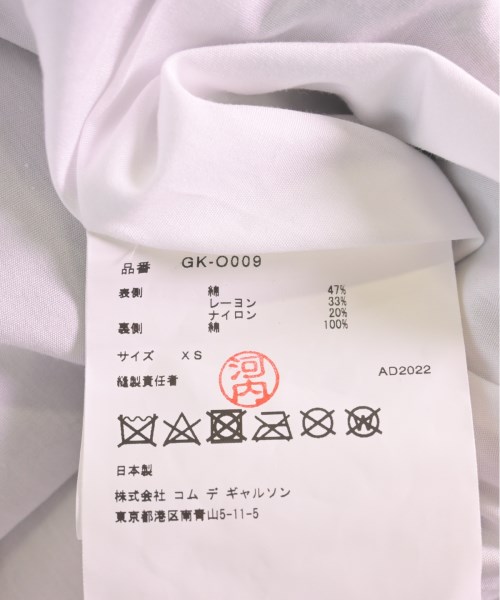 品番 GK-O009
表側 綿 47%
レーヨン 33%
ナイロン 20%
裏側 綿 100%
サイズ XS
縫製責任者 河内 AD2022
日本製
株式会社 コム デ ギャルソン
東京都港区南青山5-11-5